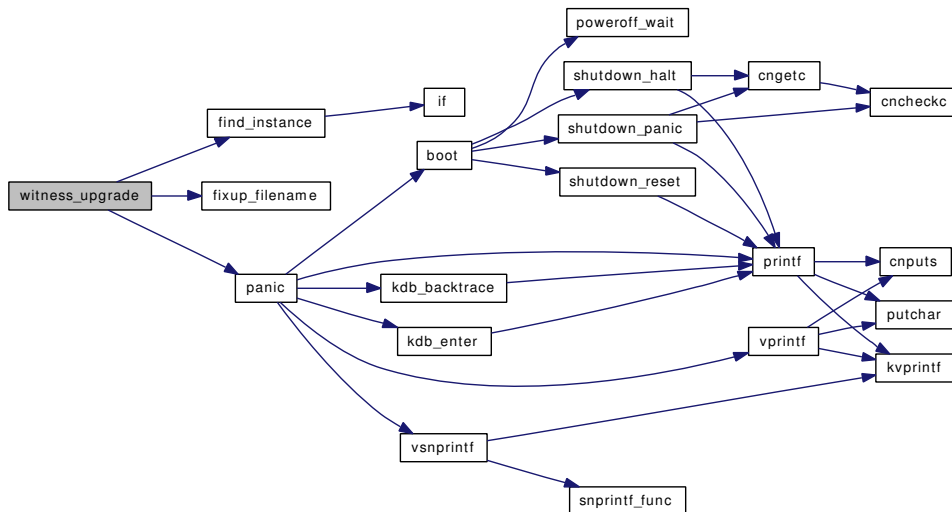 poweroff_wait
shutdown_halt
cngetc
if
cncheckc
find_instance
shutdown_panic
boot
witness_upgrade
fixup_filename
shutdown_reset
panic
kdb_backtrace
printf
cnputs
putchar
kdb_enter
vprintf
kvprintf
vsnprintf
snprintf_func